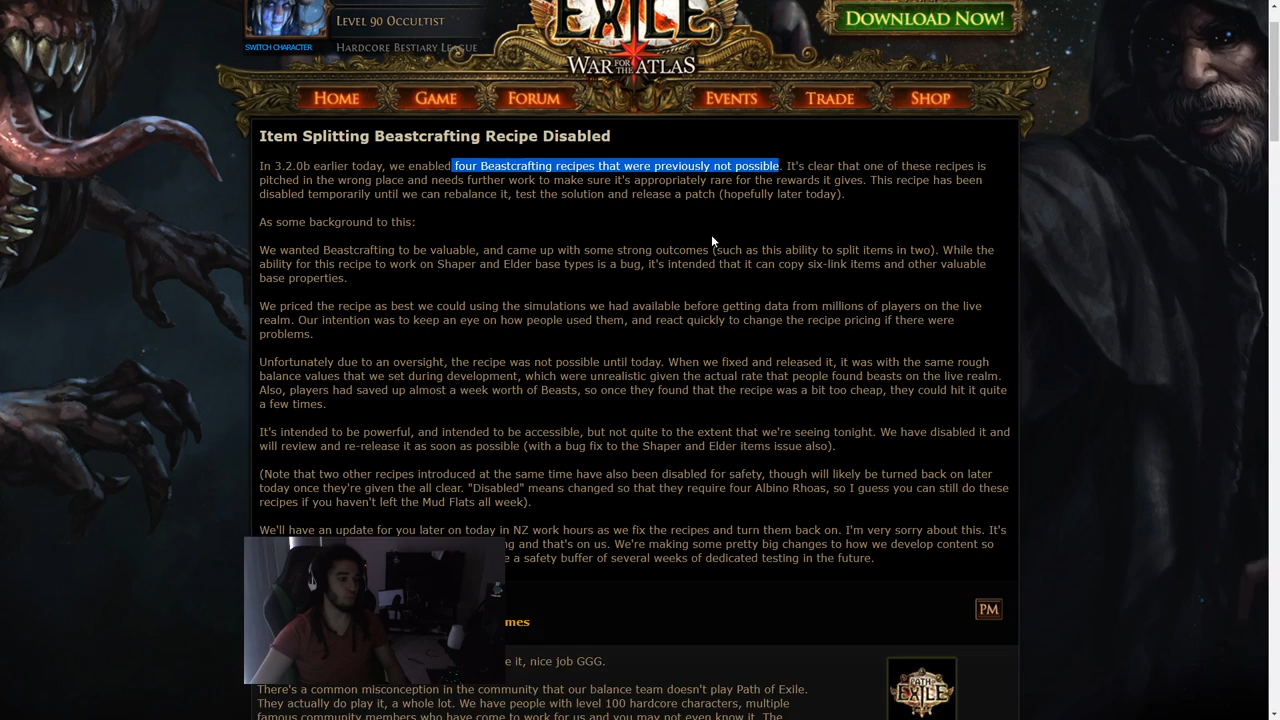 LEVEL 90 OCCULTIST
SWITCH CHARACTER
HARDCORE BESTIARY LEAGUE
EXILE
WAR FOR THE ATLAS
DOWNLOAD NOW!
HOME
GAME
FORUM
EVENTS
TRADE
SHOP
Item Splitting Beastcrafting Recipe Disabled
In 3.2.0b earlier today, we enabled four Beastcrafting recipes that were previously not possible. It's clear that one of these recipes is
pitched in the wrong place and needs further work to make sure it's appropriately rare for the rewards it gives. This recipe has been
disabled temporarily until we can rebalance it, test the solution and release a patch (hopefully later today).
As some background to this:
We wanted Beastcrafting to be valuable, and came up with some strong outcomes (such as this ability to split items in two). While the
ability for this recipe to work on Shaper and Elder base types is a bug, it's intended that it can copy six-link items and other valuable
base properties.
We priced the recipe as best we could using the simulations we had available before getting data from millions of players on the live
realm. Our intention was to keep an eye on how people used them, and react quickly to change the recipe pricing if there were
problems.
Unfortunately due to an oversight, the recipe was not possible until today. When we fixed and released it, it was with the same rough
balance values that we set during development, which were unrealistic given the actual rate that people found beasts on the live realm.
Also, players had saved up almost a week worth of Beasts, so once they found that the recipe was a bit too cheap, they could hit it quite
a few times.
It's intended to be powerful, and intended to be accessible, but not quite to the extent that we're seeing tonight. We have disabled it and
will review and re-release it as soon as possible (with a bug fix to the Shaper and Elder items issue also).
(Note that two other recipes introduced at the same time have also been disabled for safety, though will likely be turned back on later
today once they're given the all clear. "Disabled" means changed so that they require four Albino Rhoas, so I guess you can still do these
recipes if you haven't left the Mud Flats all week).
We'll have an update for you later on today in NZ work hours as we fix the recipes and turn them back on. I'm very sorry about this. It's
ng and that's on us. We're making some pretty big changes to how we develop content so
e a safety buffer of several weeks of dedicated testing in the future.
PM
mes
e it, nice job GGG.
There's a common misconception in the community that our balance team doesn't play Path of Exile.
They actually do play it, a whole lot. We have people with level 100 hardcore characters, multiple
famous community members who have come to work for us and you may not even know it. The
PATH OF
EXILE